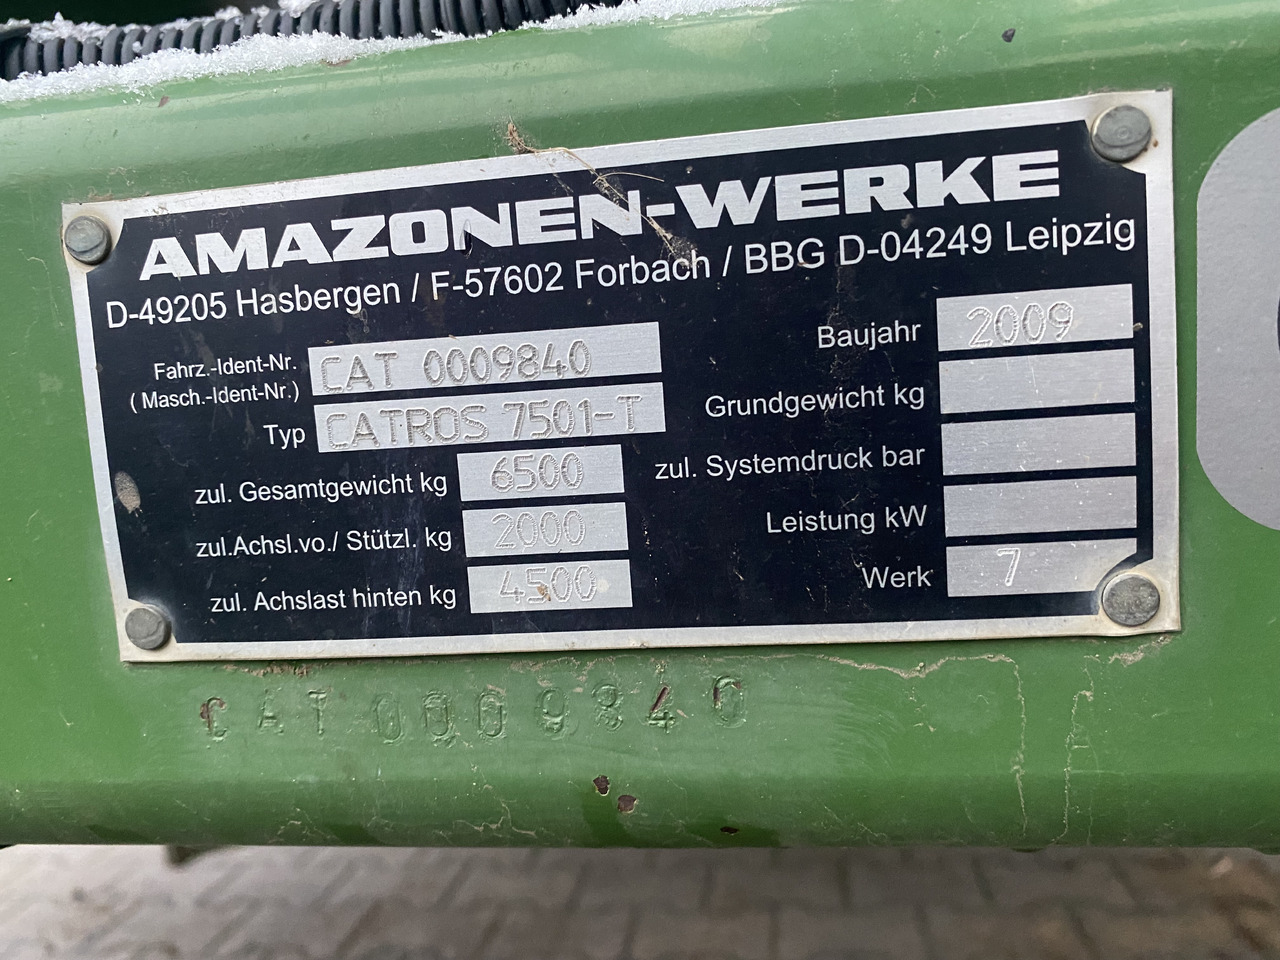 AMAZONEN-WERKE
D-49205 Hasbergen / F-57602 Forbach / BBG D-04249 Leipzig
Fahrz.-Ident-Nr.
( Masch.-Ident-Nr.) CAT 0009840
Typ CATROS 7501-T
zul. Gesamtgewicht kg 6500
zul.Achsl.vo./ Stützl. kg 2000
zul. Achslast hinten kg 4500
Baujahr 2009
Grundgewicht kg
zul. Systemdruck bar
Leistung kW
Werk 7
CAT 0009840